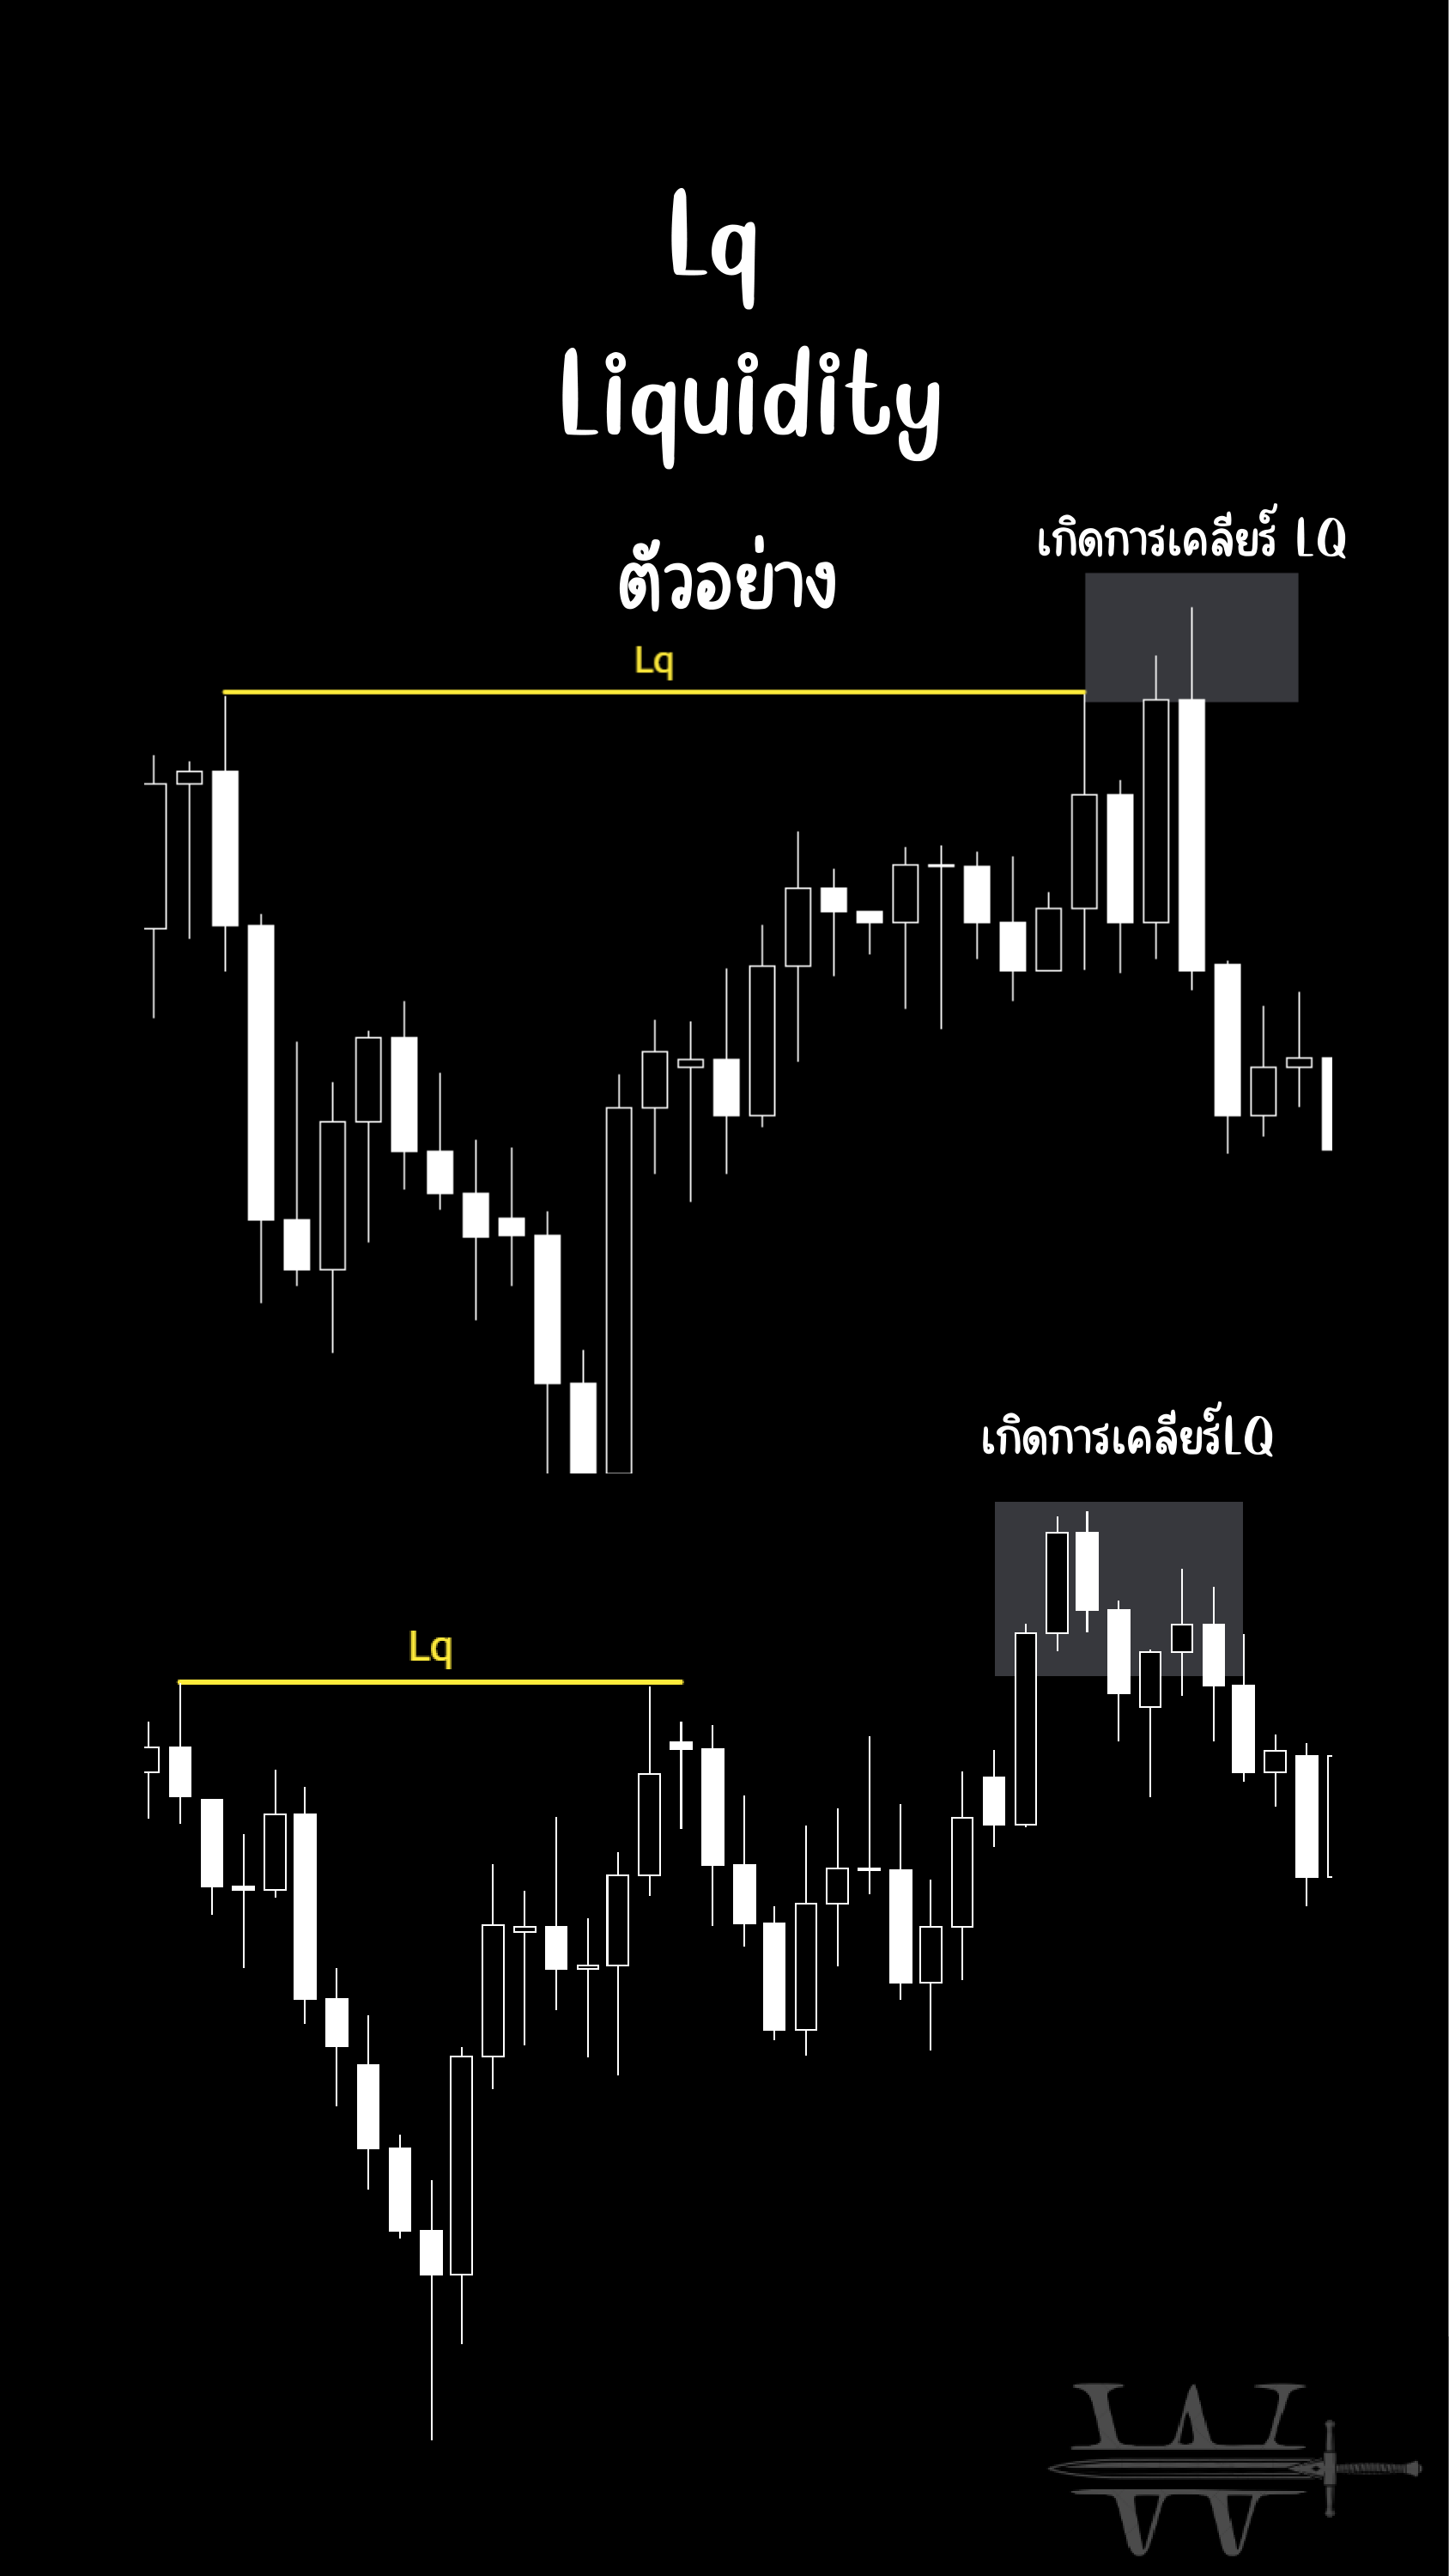 Lq
Liquidity
ตัวอย่าง
เกิดการเคลียร์ LQ
Lq
เกิดการเคลียร์LQ
Lq
W